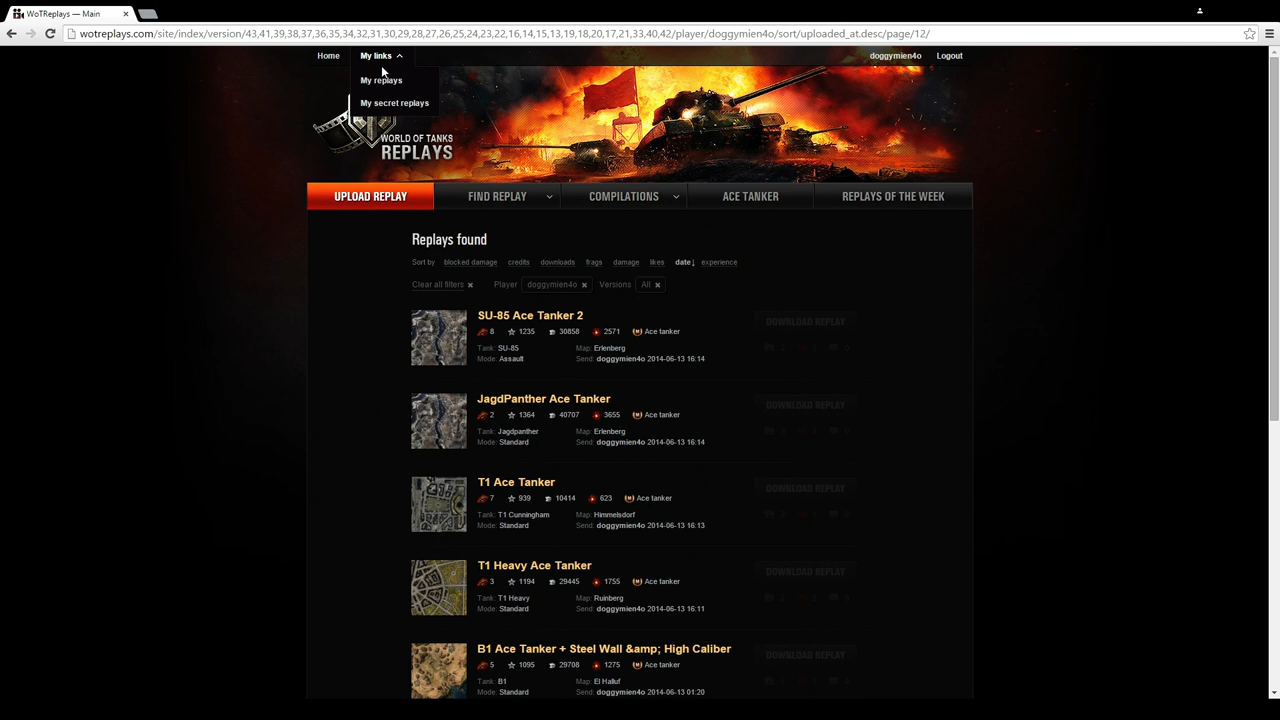 WoTReplays — Main
wotreplays.com/site/index/version/43,41,39,38,37,36,35,34,32,31,30,29,28,27,26,25,24,23,22,16,14,15,13,19,18,20,17,21,33,40,42/player/doggymien4o/sort/uploaded_at.desc/page/12/
Home My links doggymien4o Logout
My replays
My secret replays
WORLD OF TANKS
REPLAYS
UPLOAD REPLAY FIND REPLAY COMPILATIONS ACE TANKER REPLAYS OF THE WEEK
Replays found
Sort by blocked damage credits downloads frags damage likes date↓ experience
Clear all filters × Player doggymien4o × Versions All ×
SU-85 Ace Tanker 2 DOWNLOAD REPLAY
8 1235 30858 2571 Ace tanker
Tank: SU-85 Map: Erlenberg
Mode: Assault Send: doggymien4o 2014-06-13 16:14
JagdPanther Ace Tanker DOWNLOAD REPLAY
2 1364 40707 3655 Ace tanker
Tank: Jagdpanther Map: Erlenberg
Mode: Standard Send: doggymien4o 2014-06-13 16:14
T1 Ace Tanker DOWNLOAD REPLAY
7 939 10414 623 Ace tanker
Tank: T1 Cunningham Map: Himmelsdorf
Mode: Standard Send: doggymien4o 2014-06-13 16:13
T1 Heavy Ace Tanker DOWNLOAD REPLAY
3 1194 29445 1755 Ace tanker
Tank: T1 Heavy Map: Ruinberg
Mode: Standard Send: doggymien4o 2014-06-13 16:11
B1 Ace Tanker + Steel Wall &amp; High Caliber DOWNLOAD REPLAY
5 1095 29708 1275 Ace tanker
Tank: B1 Map: El Halluf
Mode: Standard Send: doggymien4o 2014-06-13 01:20